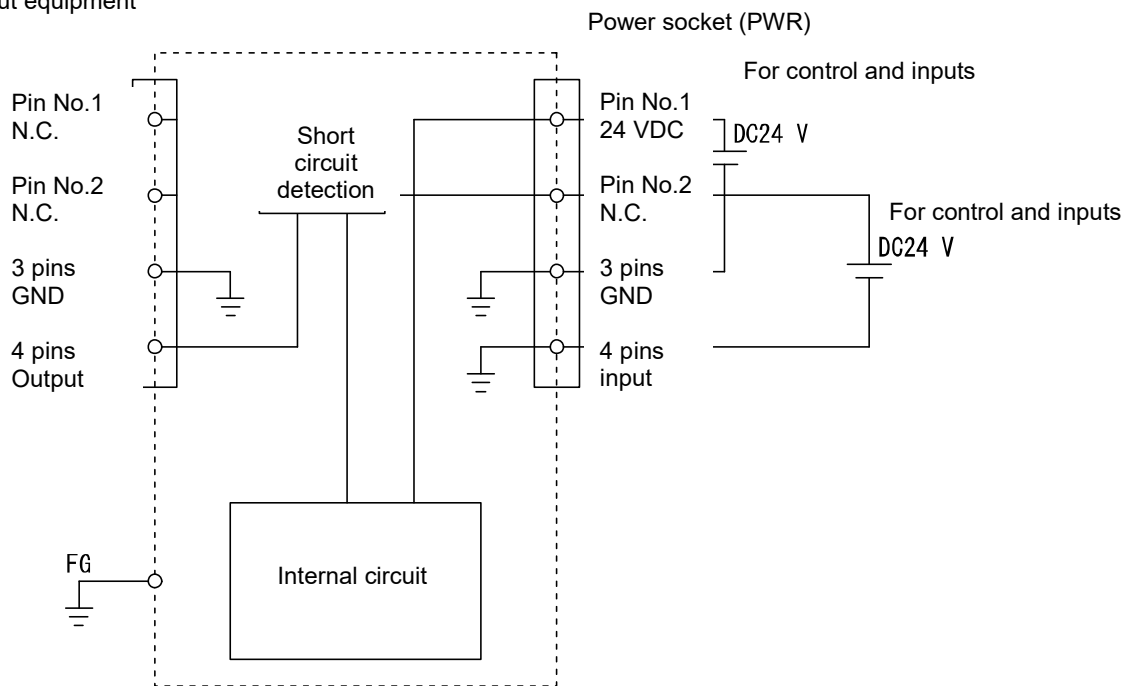 ut equipment
Power socket (PWR)
For control and inputs
Pin No.1
N.C.
Short
circuit
detection
Pin No.1
24 VDC
DC24 V
Pin No.2
N.C.
Pin No.2
N.C.
For control and inputs
DC24 V
3 pins
GND
3 pins
GND
4 pins
Output
4 pins
input
FG
Internal circuit